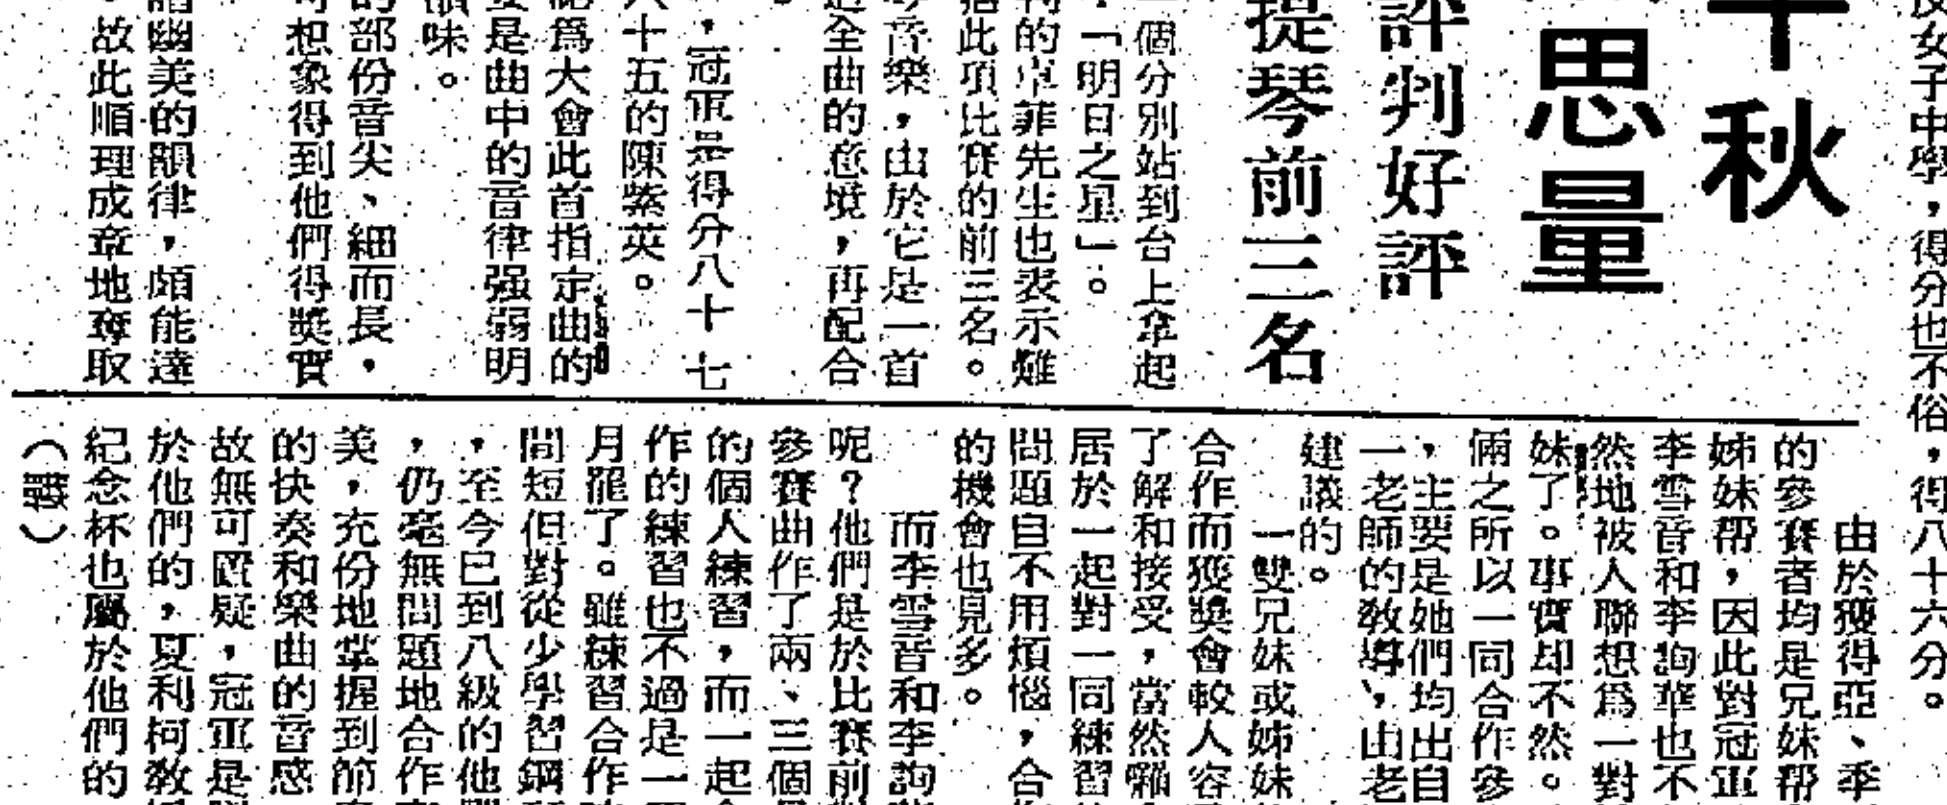 反女子中學，得分也不俗，得八十六分。
千秋
思量
評判好評
提琴前三名
一個分別站到台上拿起
，「明日之星」。
判的卓菲先生也表示難
括此項比賽的前三名。
音樂，由於它是一首
全曲的意境，再配合
，冠軍是得分八十七
八十五的陳紫英。
認爲大會此首指定曲的
是曲中的音律强弱明
韻味。
的部份音尖、細而長，
可想象得到他們得獎實
諧幽美的韻律，頗能達
。故此順理成章地奪取
由於獲得亞、季
的參賽者均是兄妹帮
姊妹帮，因此對冠軍
李雪音和李詢華也不
然地被人聯想爲一對
妹了。事實却不然。
倆之所以一同合作參
，主要是她們均出自
一老師的敎導，由老
建議的。
一雙兄妹或姊妹
合作而獲獎會較人容
了解和接受，當然嘛
居於一起對一同練習
問題自不用煩惱，合
的機會也見多。
而李雪音和李詢
呢？他們是於比賽前
參賽曲作了兩、三個
的個人練習，而一起
作的練習也不過是一
月罷了。雖練習合作
間短但對從少學習鋼
，至今已到八級的他
，仍毫無問題地合作
美，充份地掌握到節
的快奏和樂曲的音感
故無可置疑，冠軍是
於他們的，夏利柯敎
紀念杯也屬於他們的